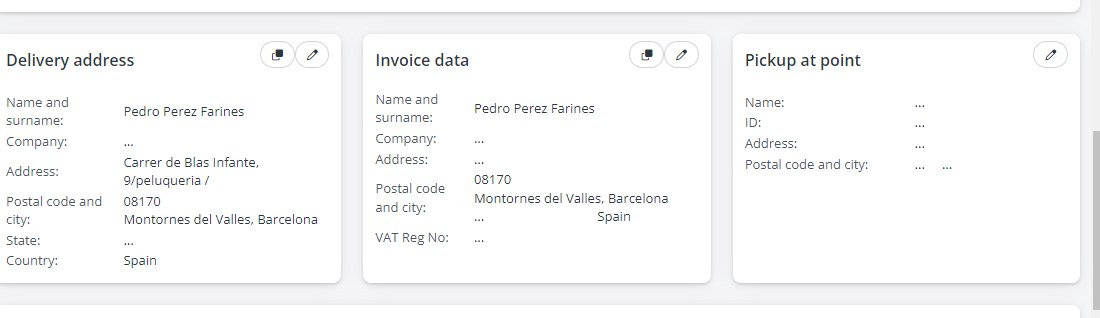 Delivery address
Name and
surname:
Pedro Perez Farines
Company:
...
Address:
Carrer de Blas Infante,
9/peluqueria /
Postal code and
city:
08170
Montornes del Valles, Barcelona
State:
...
Country:
Spain
Invoice data
Name and
surname:
Pedro Perez Farines
Company:
...
Address:
...
Postal code
and city:
08170
Montornes del Valles, Barcelona
... Spain
VAT Reg No:
...
Pickup at point
Name:
...
ID:
...
Address:
...
Postal code and city:
... ...